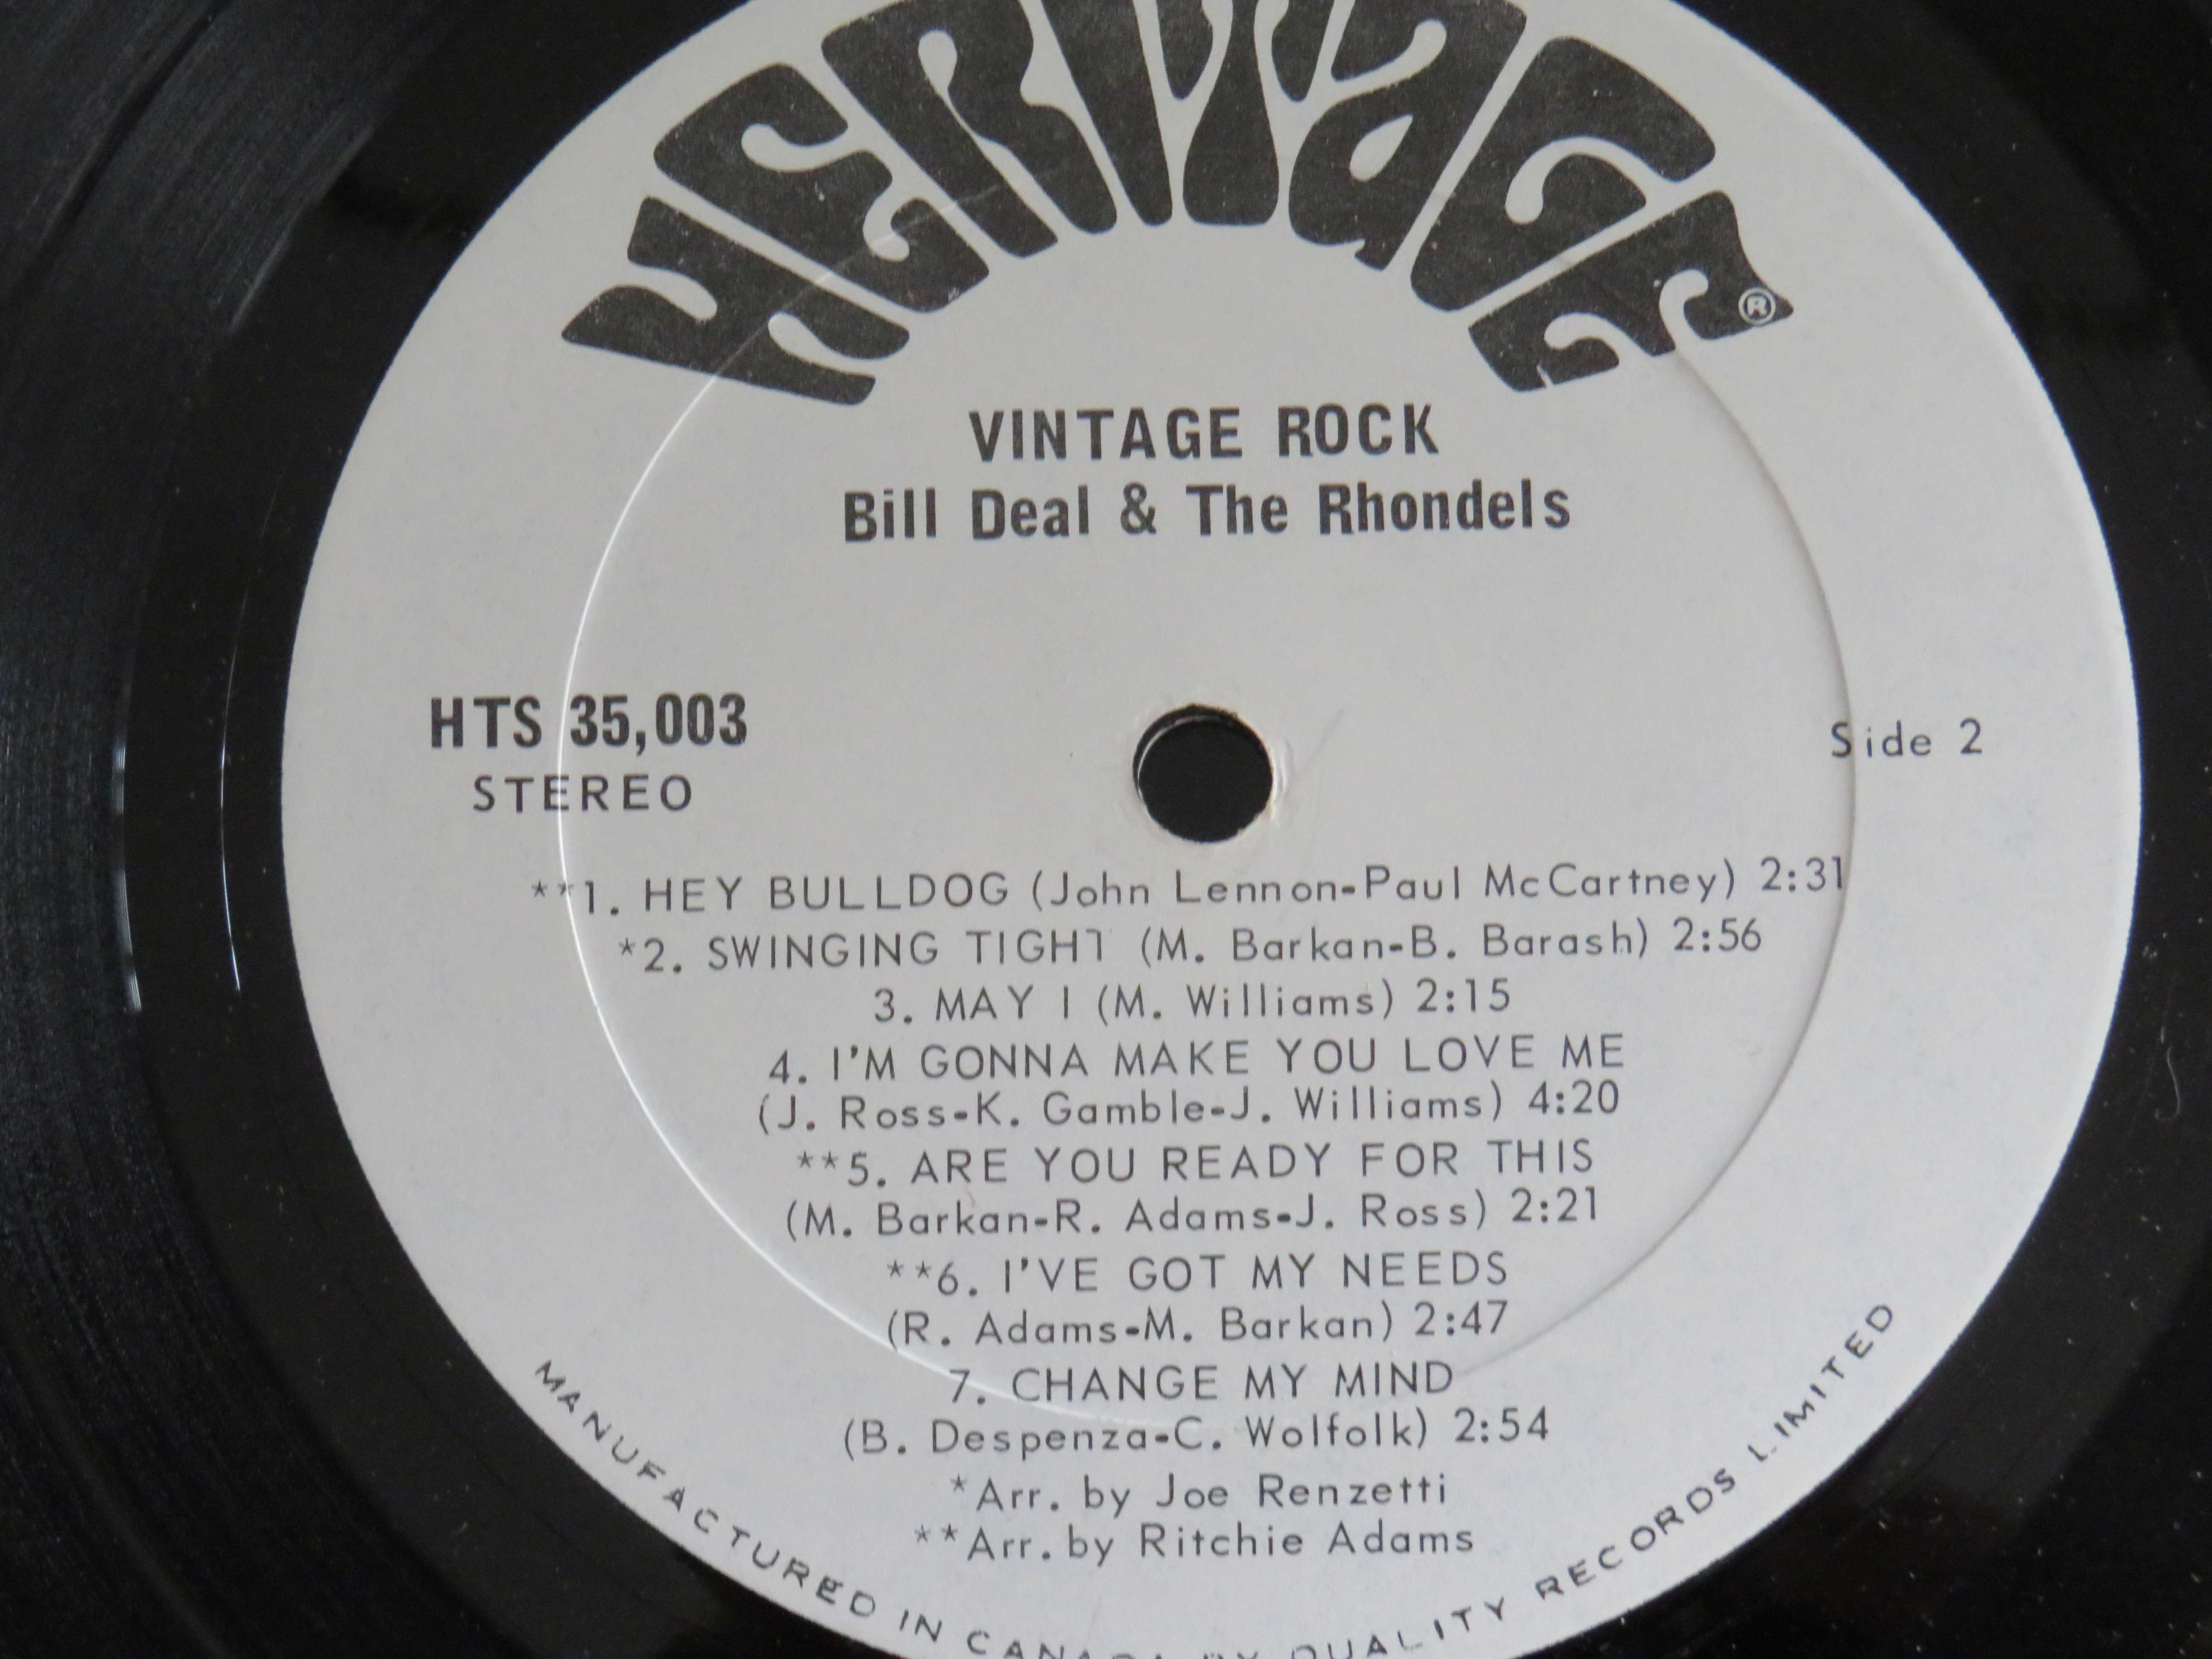 HERITAGE®
VINTAGE ROCK
Bill Deal & The Rhondels
HTS 35,003
STEREO
Side 2
**1. HEY BULLDOG (John Lennon-Paul McCartney) 2:31
*2. SWINGING TIGHT (M. Barkan-B. Barash) 2:56
3. MAY I (M. Williams) 2:15
4. I'M GONNA MAKE YOU LOVE ME
(J. Ross-K. Gamble-J. Williams) 4:20
**5. ARE YOU READY FOR THIS
(M. Barkan-R. Adams-J. Ross) 2:21
**6. I'VE GOT MY NEEDS
(R. Adams-M. Barkan) 2:47
7. CHANGE MY MIND
(B. Despenza-C. Wolfolk) 2:54
*Arr. by Joe Renzetti
**Arr. by Ritchie Adams
MANUFACTURED IN CANADA BY QUALITY RECORDS LIMITED